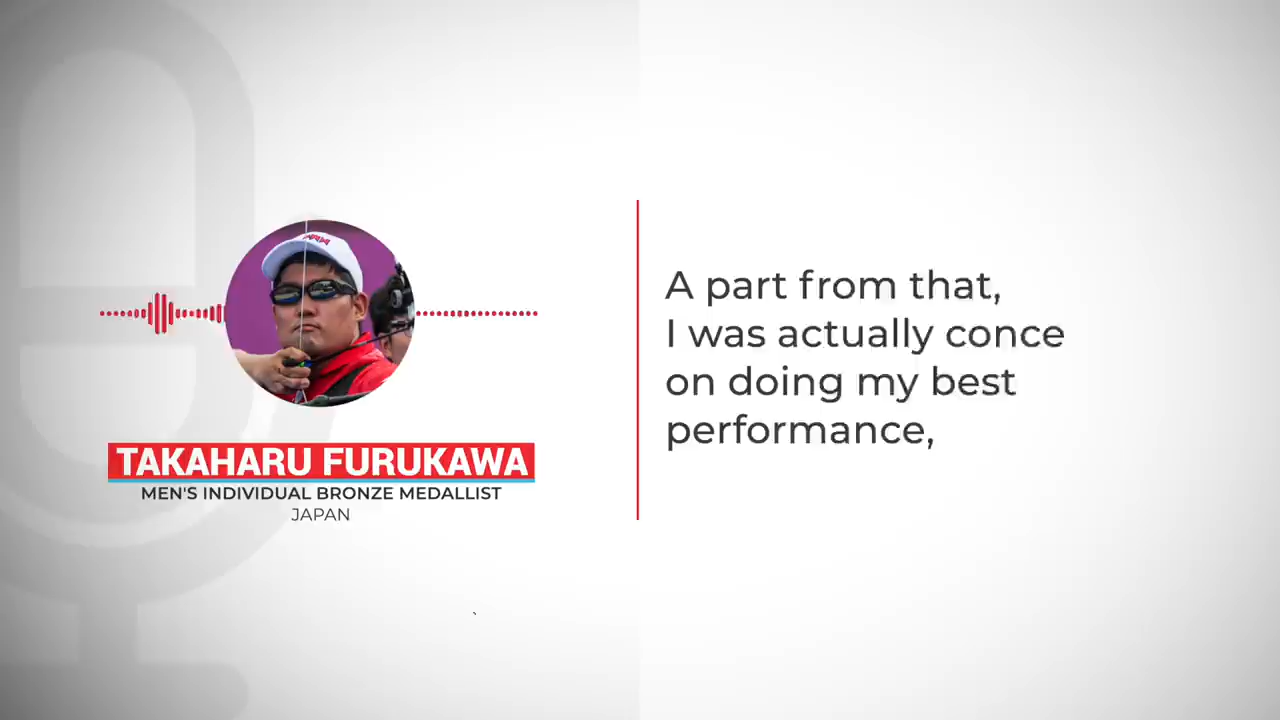 TAKAHARU FURUKAWA
MEN'S INDIVIDUAL BRONZE MEDALLIST
JAPAN
A part from that,
I was actually conce
on doing my best
performance,